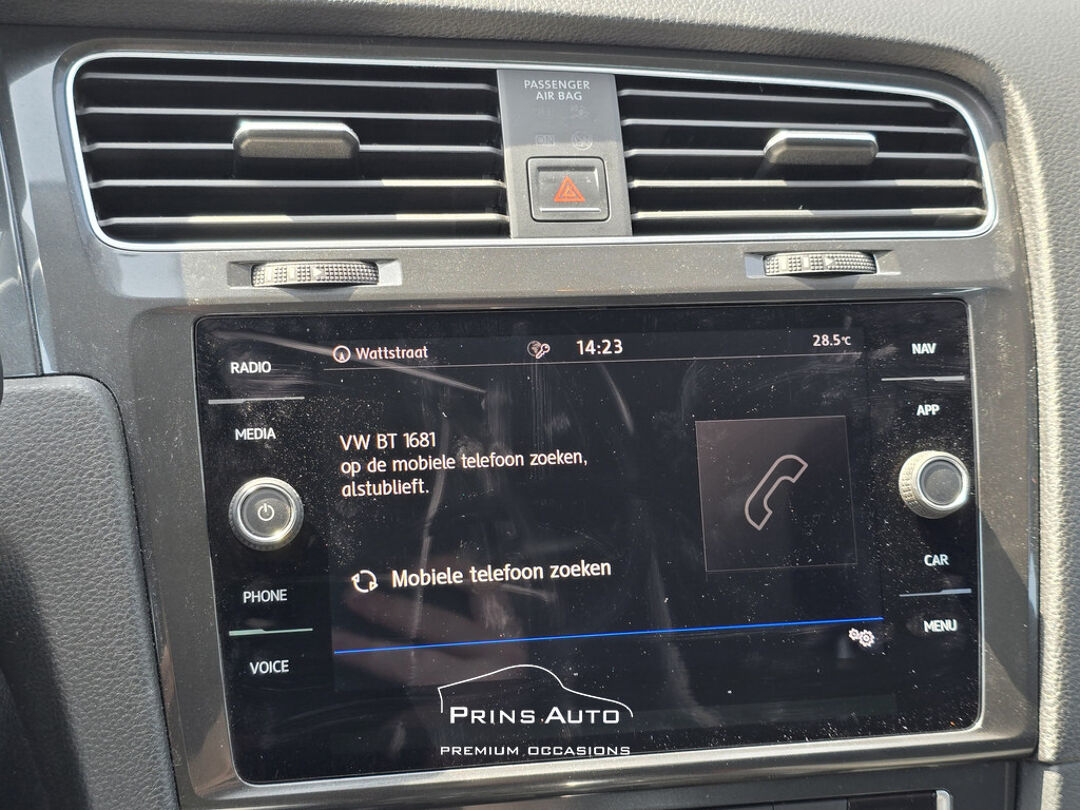 PASSENGER
AIR BAG
RADIO
MEDIA
PHONE
VOICE
Wattstraat
14:23
28.5°C
VW BT 1681
op de mobiele telefoon zoeken,
alstublieft.
Mobiele telefoon zoeken
NAV
APP
CAR
MENU
PRINS AUTO
PREMIUM OCCASIONS